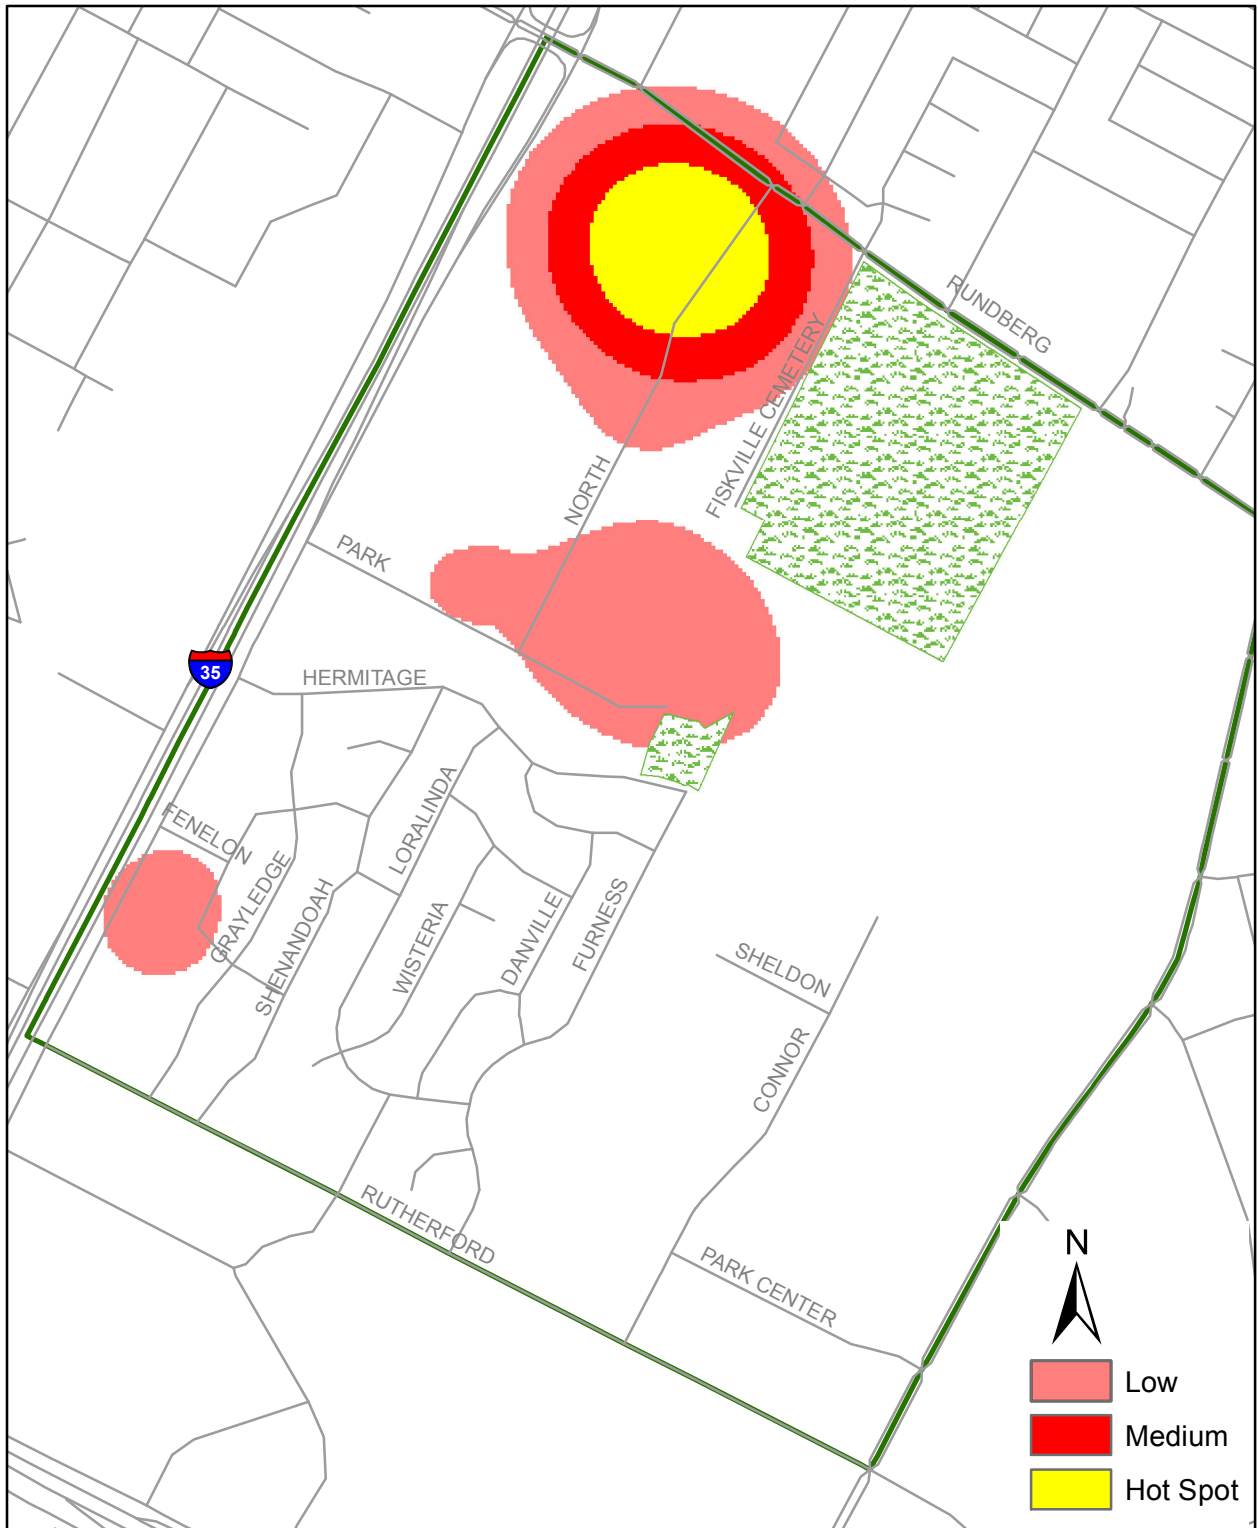 RUNDBERG
FISKVILLE CEMETERY
NORTH
PARK
35
HERMITAGE
FENELON
LORALINDA
GRAYLEDGE
SHENANDOAH
WISTERIA
DANVILLE
FURNESS
SHELDON
CONNOR
RUTHERFORD
PARK CENTER
N
Low
Medium
Hot Spot